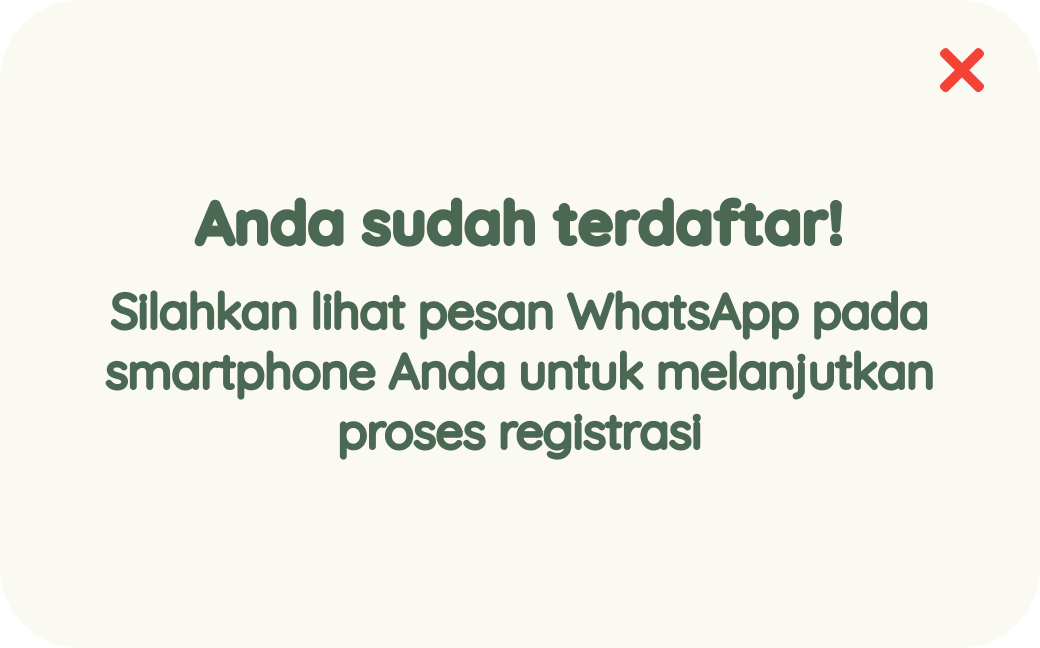 Anda sudah terdaftar!
Silahkan lihat pesan WhatsApp pada
smartphone Anda untuk melanjutkan
proses registrasi